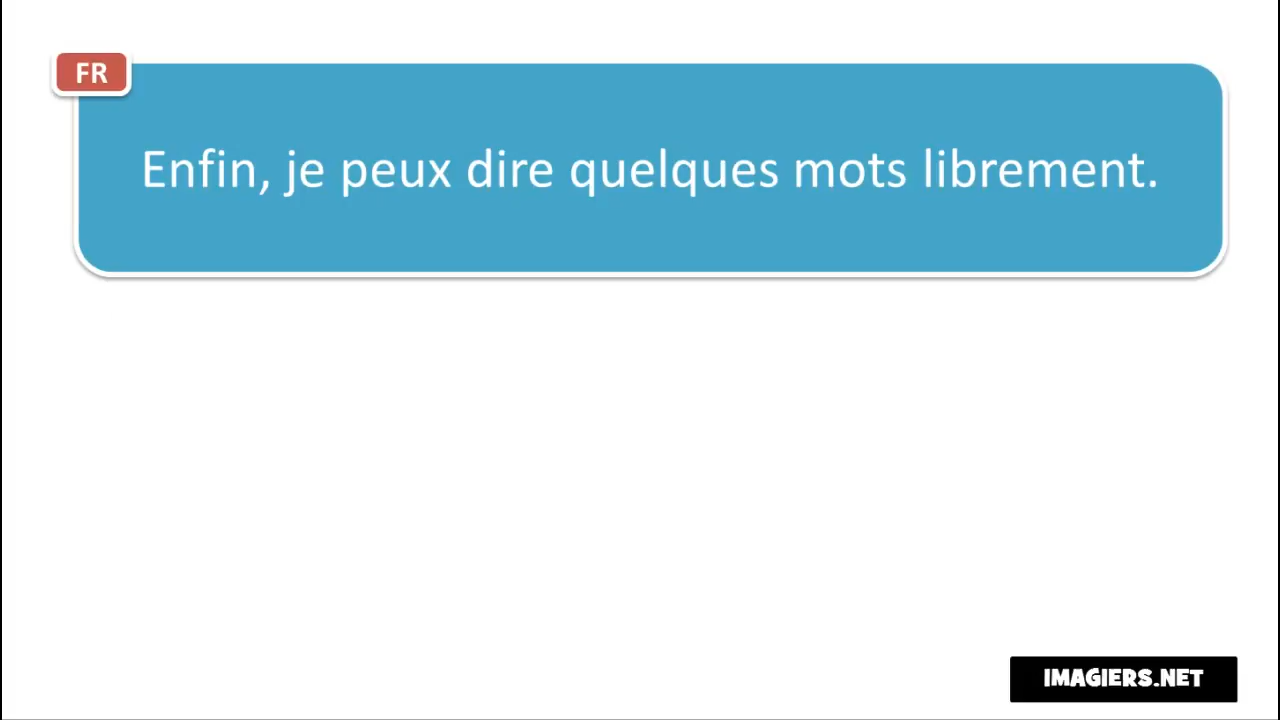 FR
Enfin, je peux dire quelques mots librement.
IMAGIERS.NET